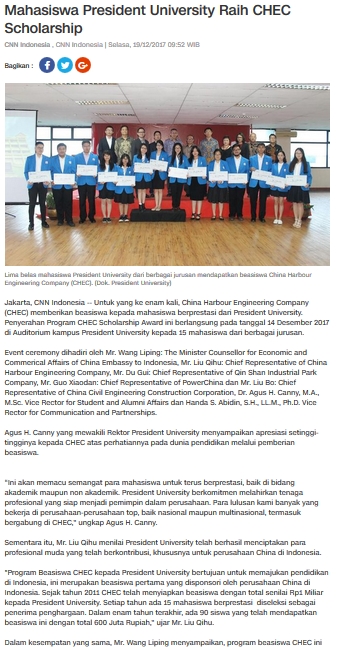 Mahasiswa President University Raih CHEC
Scholarship
CNN Indonesia , CNN Indonesia | Selasa, 19/12/2017 09:52 WIB
Bagikan :
Lima belas mahasiswa President University dari berbagai jurusan mendapatkan beasiswa China Harbour
Engineering Company (CHEC). (Dok. President University)
Jakarta, CNN Indonesia -- Untuk yang ke enam kali, China Harbour Engineering Company
(CHEC) memberikan beasiswa kepada mahasiswa berprestasi dari President University.
Penyerahan Program CHEC Scholarship Award ini berlangsung pada tanggal 14 Desember 2017
di Auditorium kampus President University kepada 15 mahasiswa dari berbagai jurusan.
Event ceremony dihadiri oleh Mr. Wang Liping: The Minister Counsellor for Economic and
Commerical Affairs of China Embassy to Indonesia, Mr. Liu Qihu: Chief Representative of China
Harbour Engineering Company, Mr. Du Gui: Chief Representative of Qin Shan Industrial Park
Company, Mr. Guo Xiaodan: Chief Representative of PowerChina dan Mr. Liu Bo: Chief
Representative of China Civil Engineering Construction Corporation, Dr. Agus H. Canny, M.A.,
M.Sc. Vice Rector for Student and Alumni Affairs dan Handa S. Abidin, S.H., LL.M., Ph.D. Vice
Rector for Communication and Partnerships.
Agus H. Canny yang mewakili Rektor President University menyampaikan apresiasi setinggi-
tingginya kepada CHEC atas perhatiannya pada dunia pendidikan melalui pemberian
beasiswa.
"Ini akan memacu semangat para mahasiswa untuk terus berprestasi, baik di bidang
akademik maupun non akademik. President University berkomitmen melahirkan tenaga
profesional yang siap menjadi pemimpin dalam perusahaan. Para lulusan kami banyak yang
bekerja di perusahaan-perusahaan top, baik nasional maupun multinasional, termasuk
bergabung di CHEC," ungkap Agus H. Canny.
Sementara itu, Mr. Liu Qihu menilai President University telah berhasil menciptakan para
profesional muda yang telah berkontribusi, khususnya untuk perusahaan China di Indonesia.
"Program Beasiswa CHEC kepada President University bertujuan untuk memajukan pendidikan
di Indonesia, ini merupakan beasiswa pertama yang disponsori oleh perusahaan China di
Indonesia. Sejak tahun 2011 CHEC telah menyiapkan beasiswa dengan total senilai Rp1 Miliar
kepada President University. Setiap tahun ada 15 mahasiswa berprestasi diseleksi sebagai
penerima penghargaan. Dalam enam tahun terakhir, ada 90 siswa yang telah mendapatkan
beasiswa ini dengan total 600 Juta Rupiah," ujar Mr. Liu Qihu.
Dalam kesempatan yang sama, Mr. Wang Liping menyampaikan, program beasiswa CHEC ini